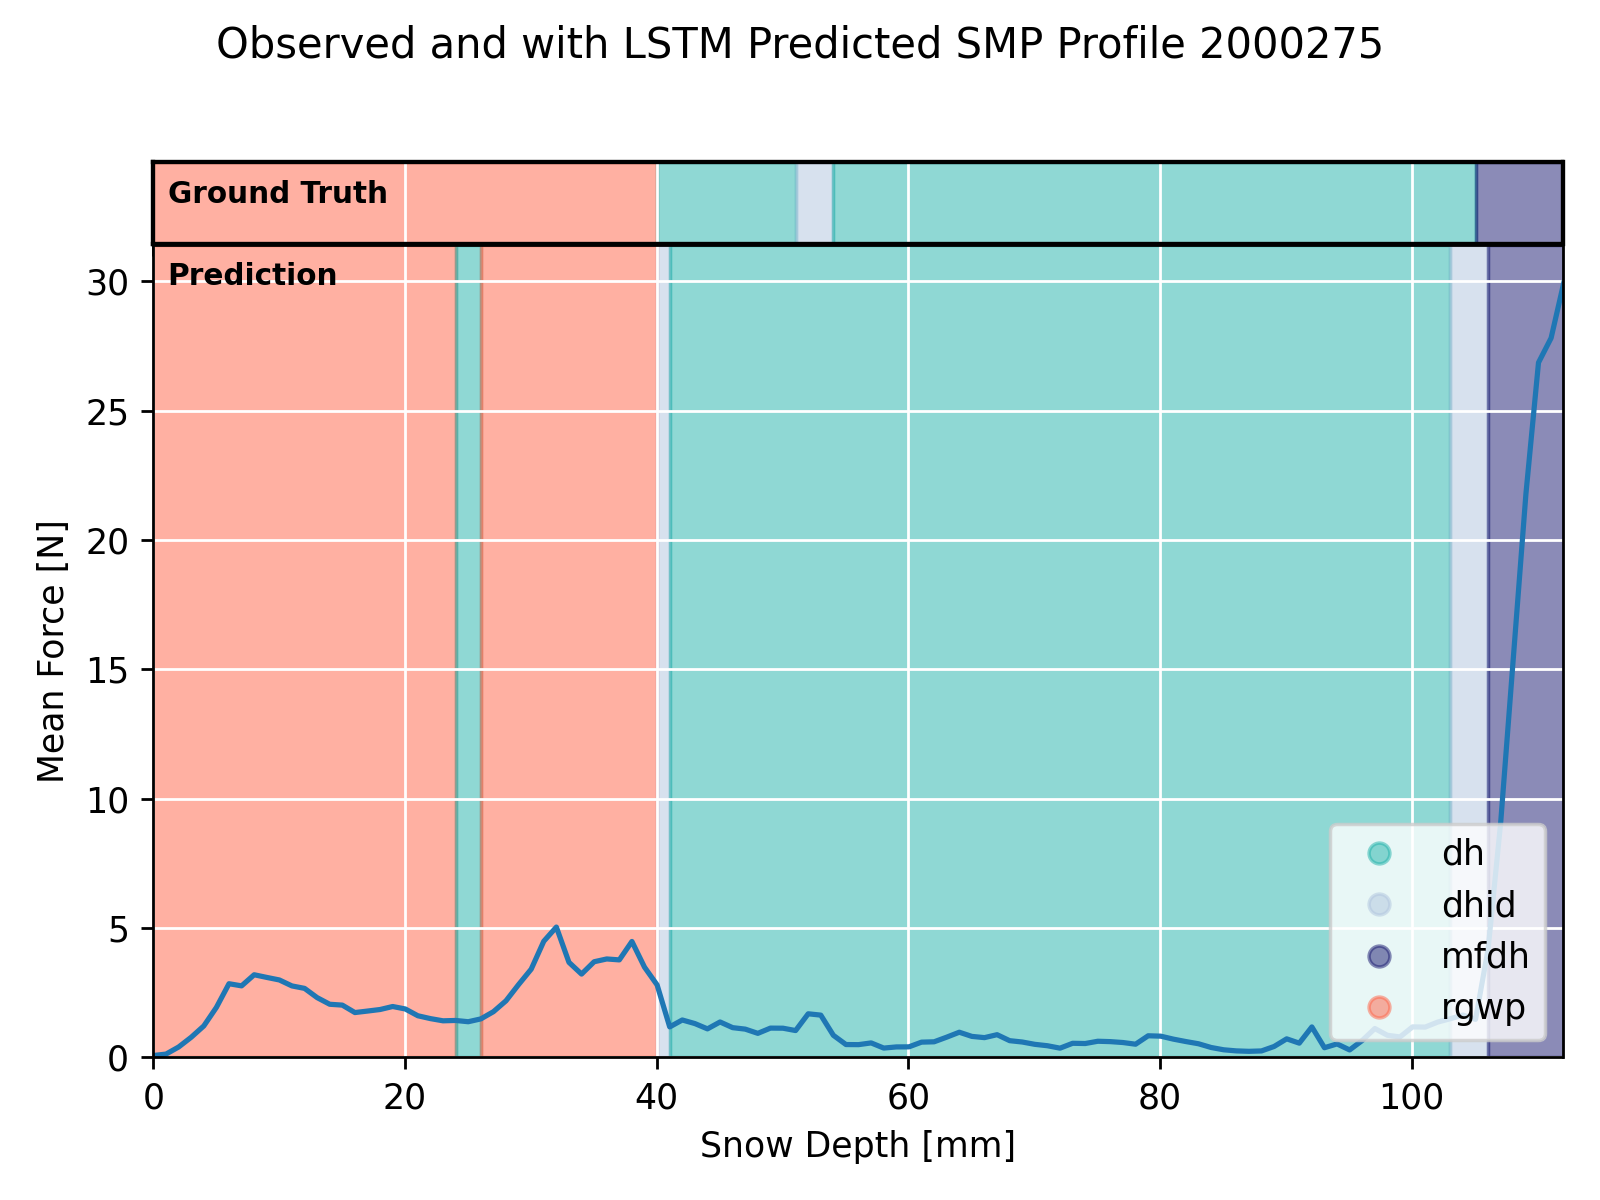 Observed and with LSTM Predicted SMP Profile 2000275
Ground Truth
Prediction
30
25
20
15
10
5
0
Mean Force [N]
dh
dhid
mfdh
rgwp
0 20 40 60 80 100
Snow Depth [mm]